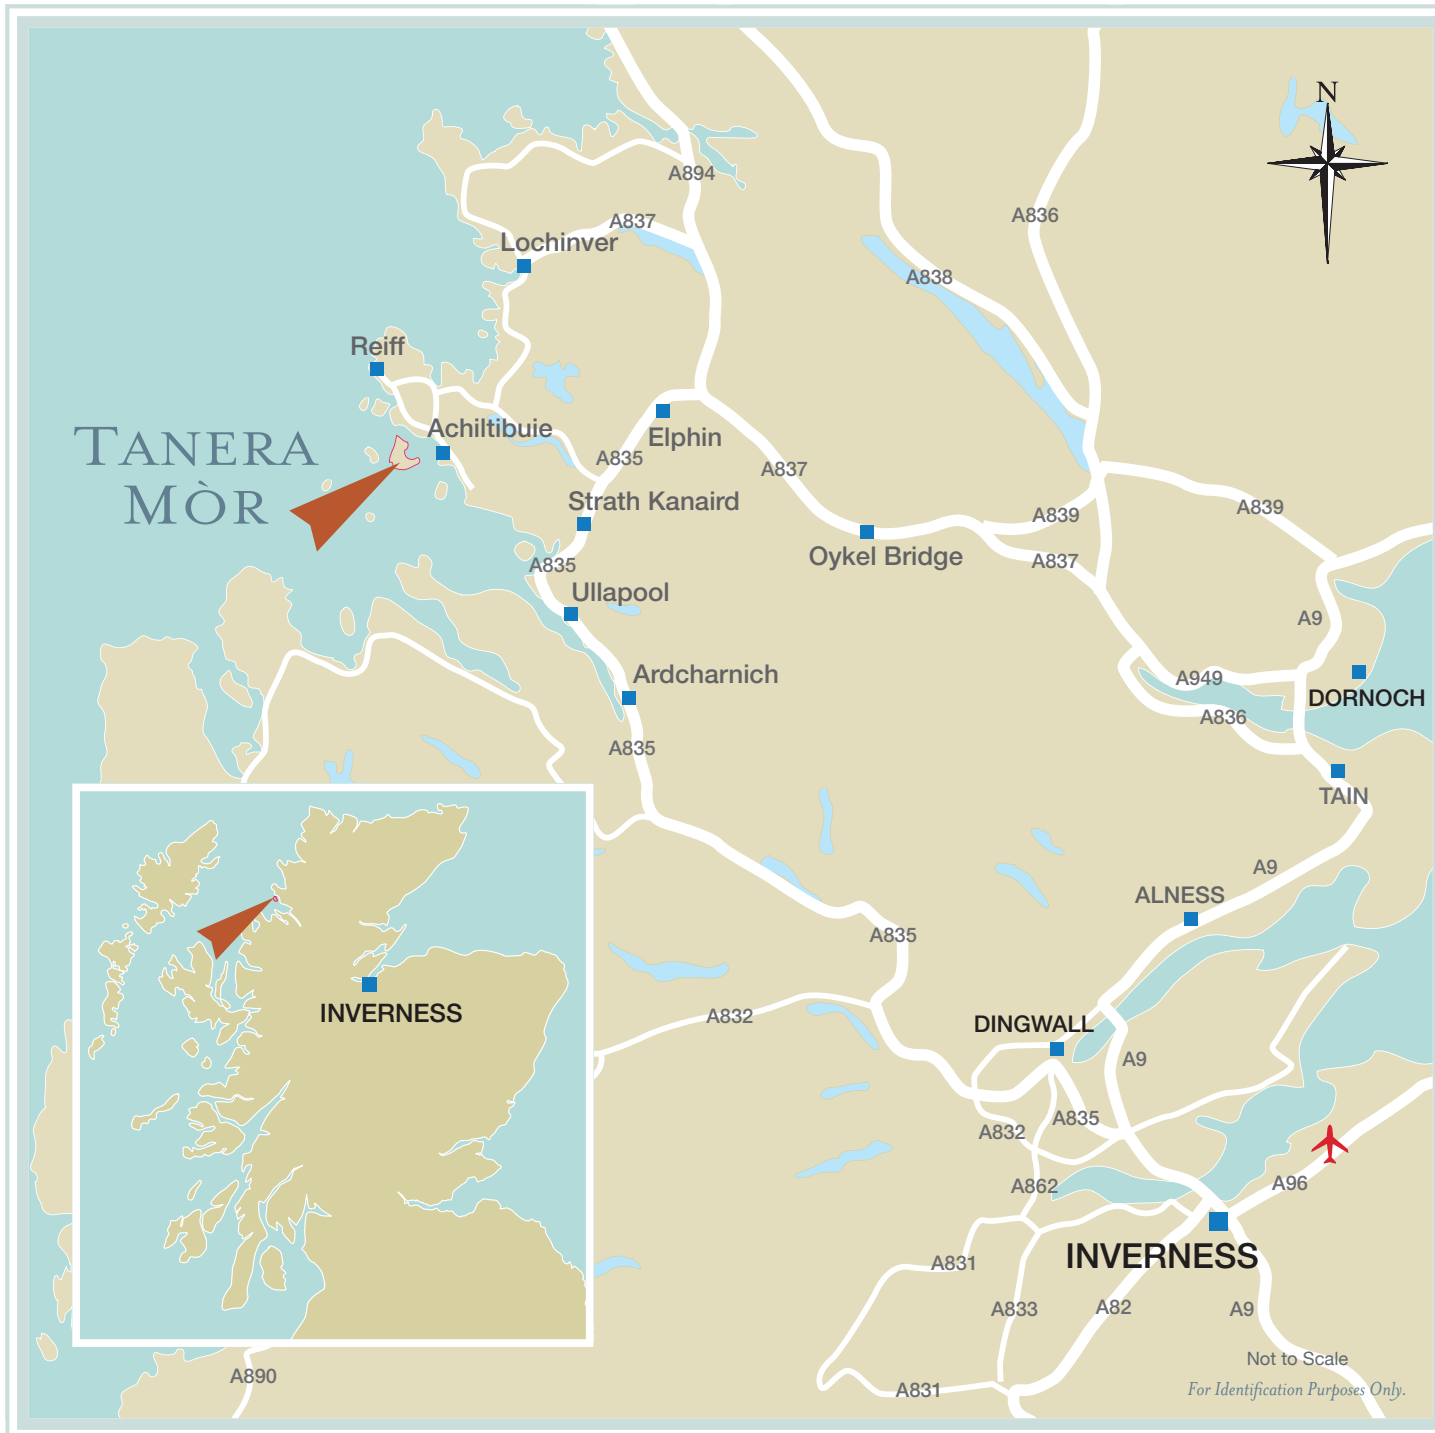 N
A894
A837
A836
Lochinver
A838
Reiff
TANERA
MÒR
Achiltibuie
Elphin
A835
A837
Strath Kanaird
A839
A839
Oykel Bridge
A837
A835
Ullapool
A9
Ardcharnich
A949
DORNOCH
A836
A835
TAIN
A9
ALNESS
A835
INVERNESS
A832
DINGWALL
A9
A835
A832
A862
A96
INVERNESS
A831
A833
A82
A9
Not to Scale
A890
A831
For Identification Purposes Only.